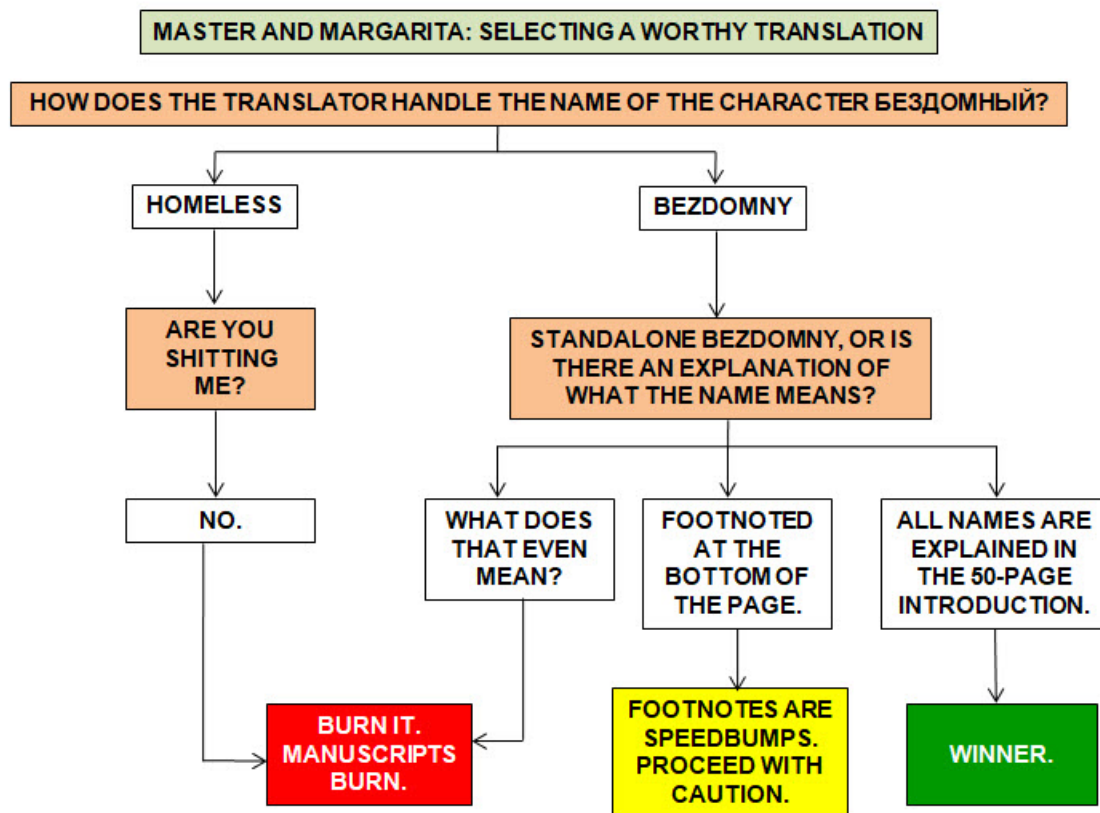 MASTER AND MARGARITA: SELECTING A WORTHY TRANSLATION
HOW DOES THE TRANSLATOR HANDLE THE NAME OF THE CHARACTER БЕЗДОМНЫЙ?
HOMELESS
BEZDOMNY
ARE YOU
SHITTING
ME?
STANDALONE BEZDOMNY, OR IS
THERE AN EXPLANATION OF
WHAT THE NAME MEANS?
NO.
WHAT DOES
THAT EVEN
MEAN?
FOOTNOTED
AT THE
BOTTOM OF
THE PAGE.
ALL NAMES ARE
EXPLAINED IN
THE 50-PAGE
INTRODUCTION.
BURN IT.
MANUSCRIPTS
BURN.
FOOTNOTES ARE
SPEEDBUMPS.
PROCEED WITH
CAUTION.
WINNER.